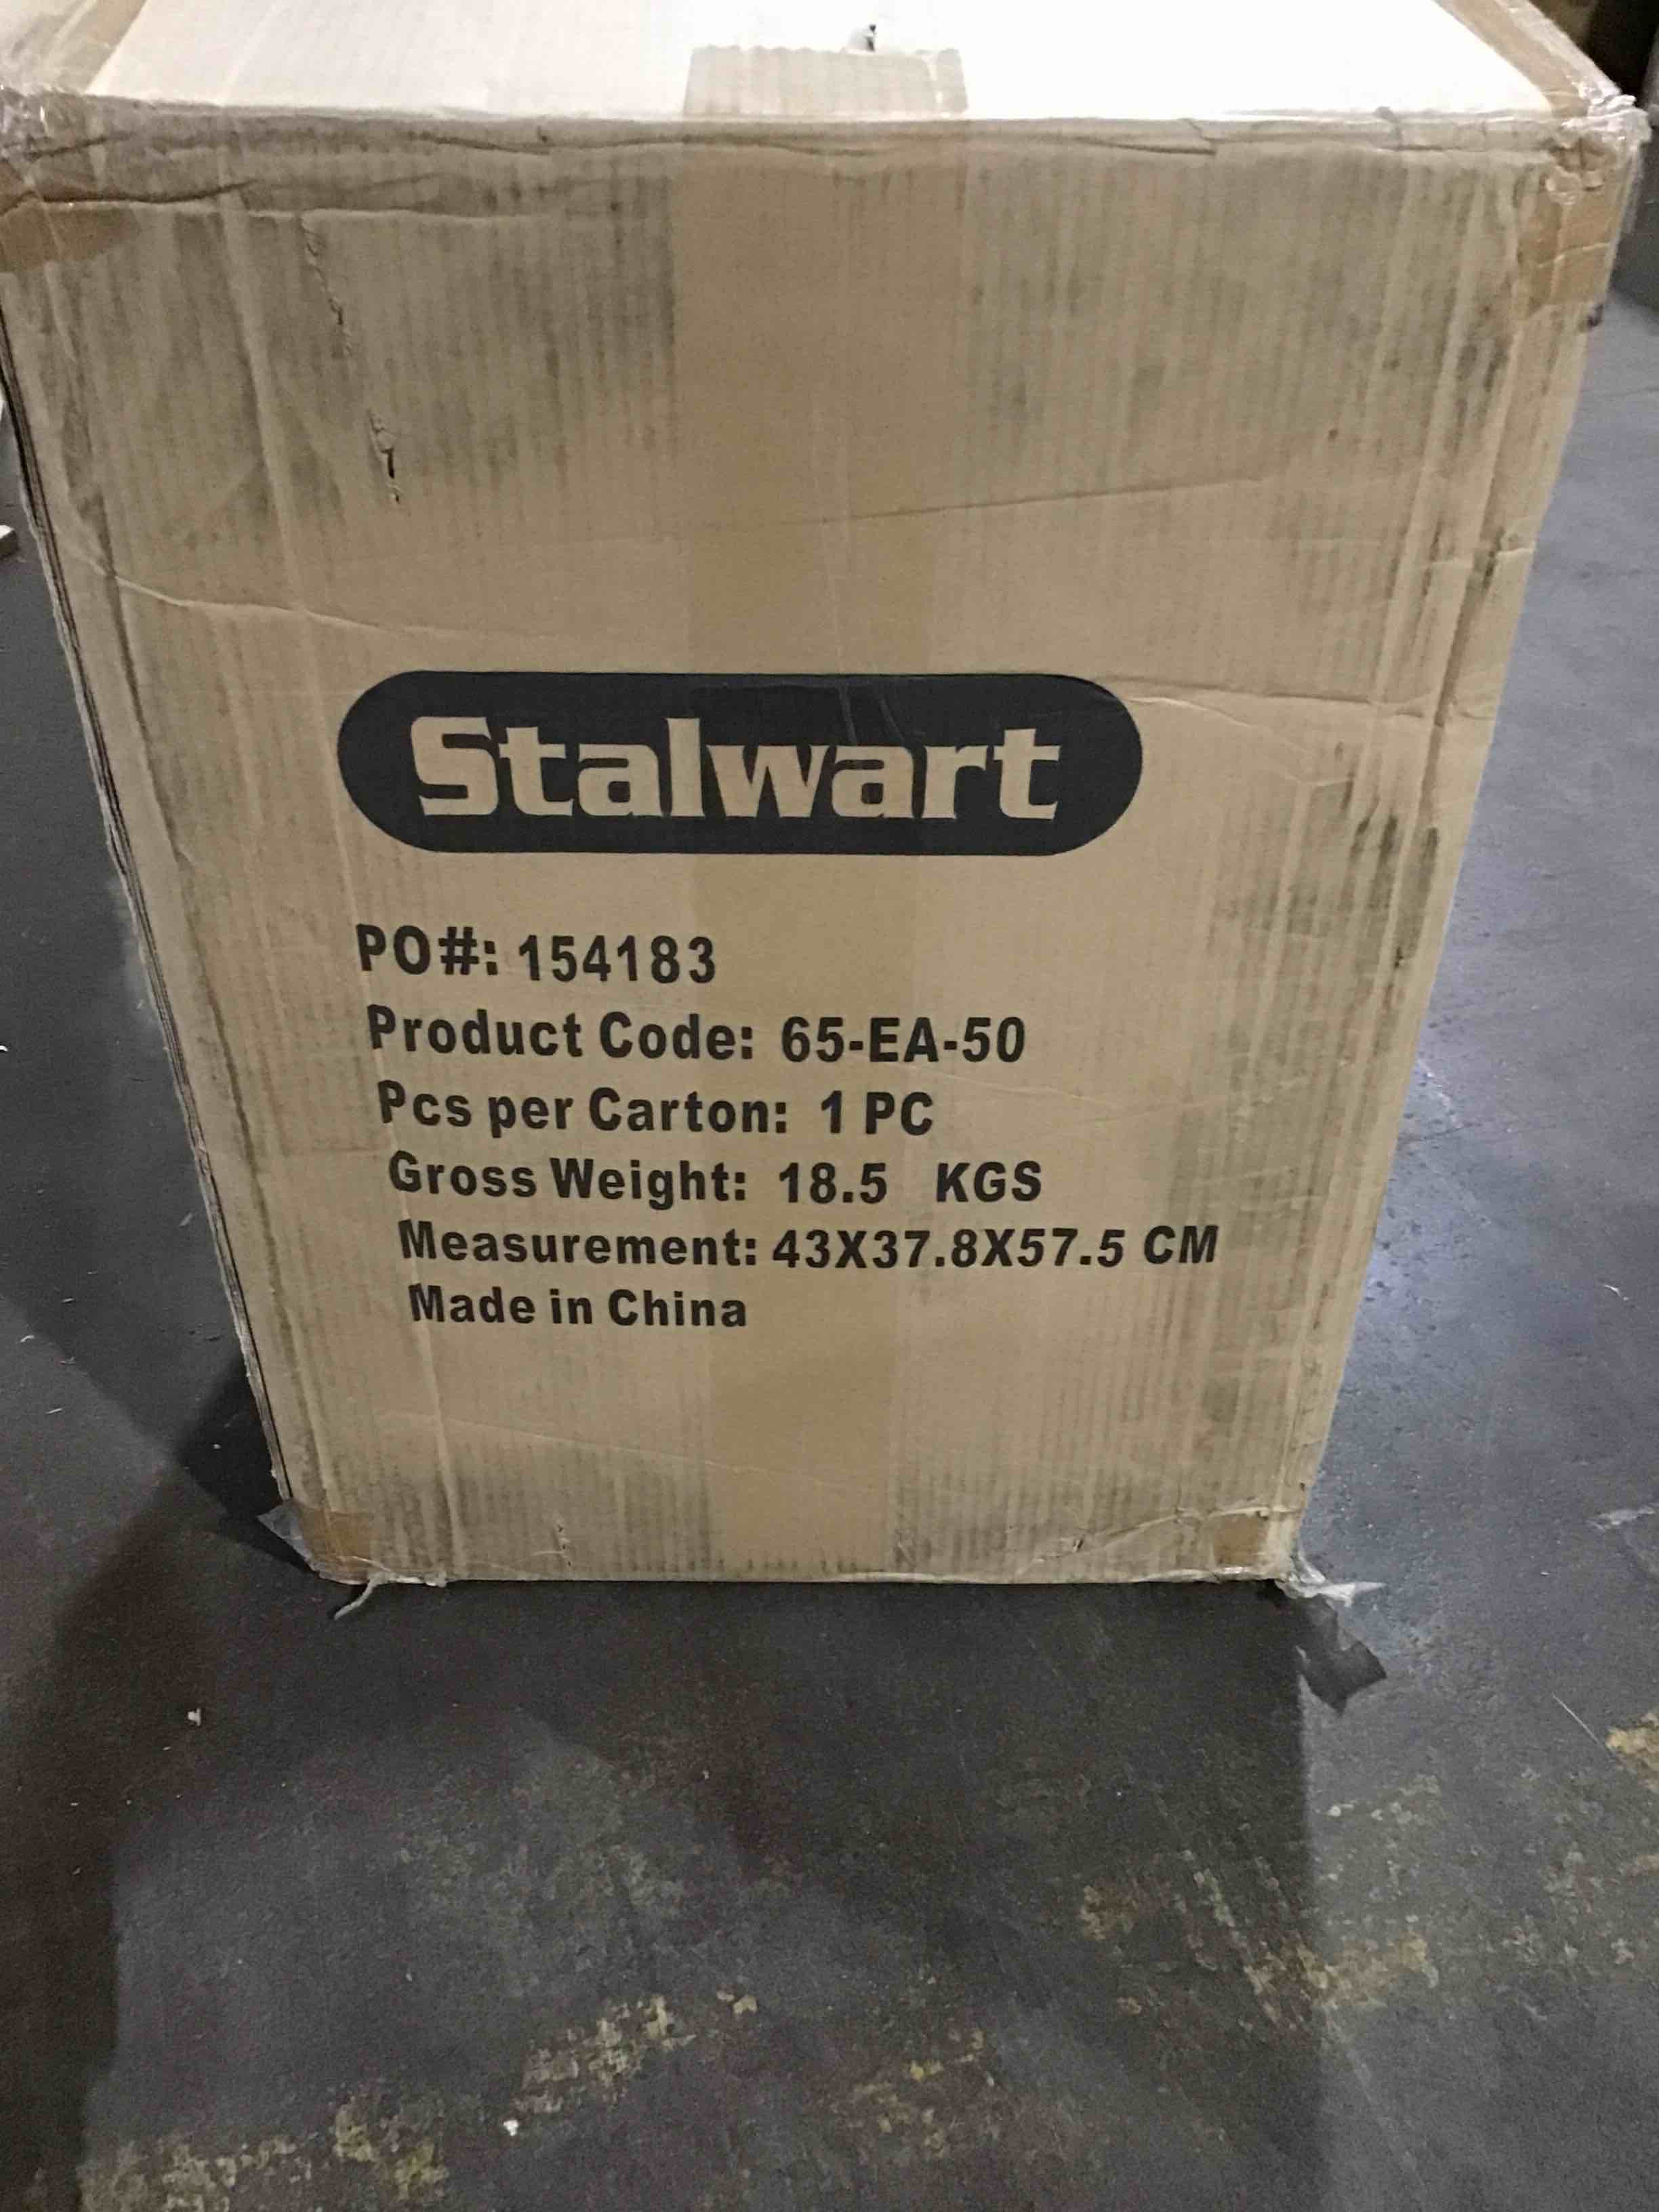 Stalwart
PO#: 154183
Product Code: 65-EA-50
Pcs per Carton: 1 PC
Gross Weight: 18.5 KGS
Measurement: 43X37.8X57.5 CM
Made in China